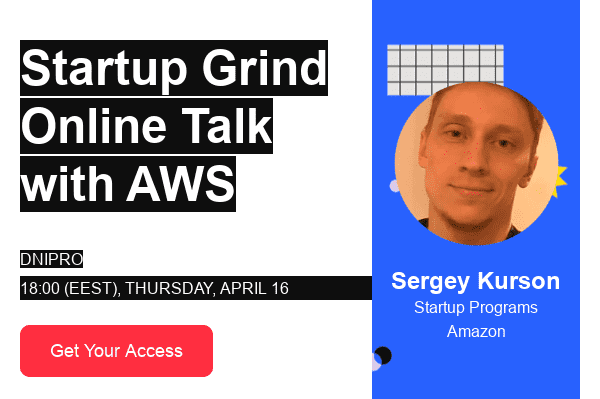 Startup Grind
Online Talk
with AWS
DNIPRO
18:00 (EEST), THURSDAY, APRIL 16
Get Your Access
Sergey Kurson
Startup Programs
Amazon